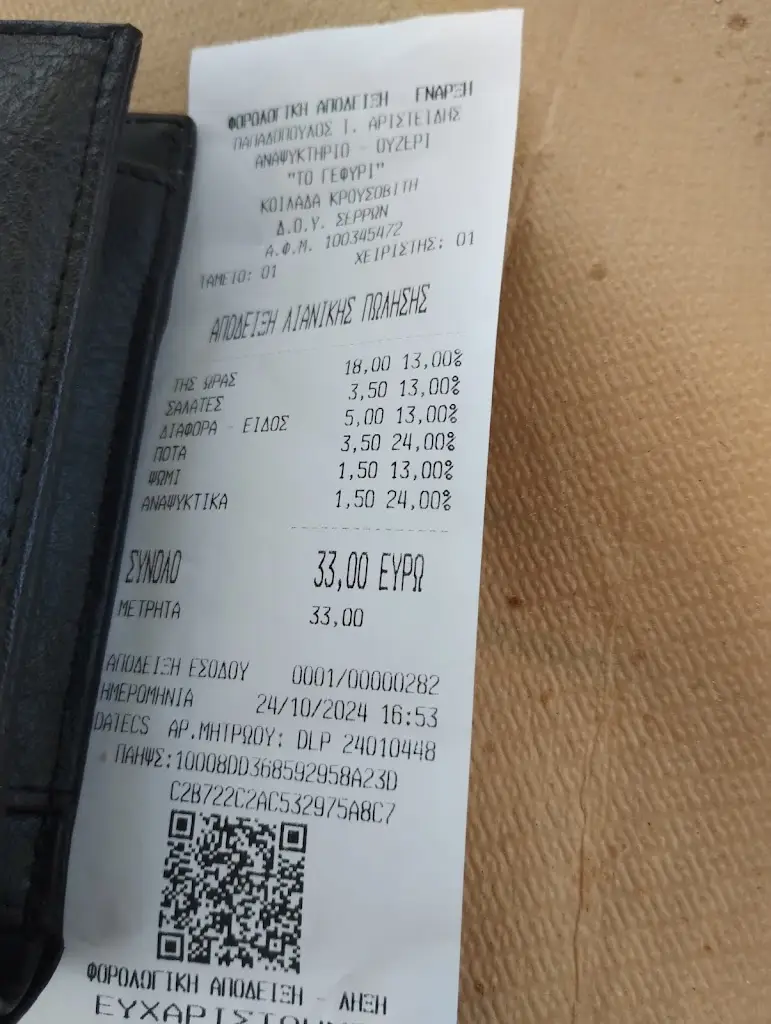 ΦΟΡΟΛΟΓΙΚΗ ΑΠΟΔΕΙΞΗ ΕΝΑΡΞΗ
ΠΑΠΑΔΟΠΟΥΛΟΣ Ι. ΑΡΙΣΤΕΙΔΗΣ
ΑΝΑΨΥΚΤΗΡΙΟ - ΟΥΖΕΡΙ
"ΤΟ ΓΕΦΥΡΙ"
ΚΟΙΛΑΔΑ ΚΡΟΥΣΟΒΙΤΗ
Δ.Ο.Υ. ΣΕΡΡΩΝ
Α.Φ.Μ. 100345472
ΤΑΜΕΙΟ: 01 ΧΕΙΡΙΣΤΗΣ: 01
ΑΠΟΔΕΙΞΗ ΛΙΑΝΙΚΗΣ ΠΩΛΗΣΗΣ
ΤΗΣ ΩΡΑΣ 18,00 13,00%
ΣΑΛΑΤΕΣ 3,50 13,00%
ΔΙΑΦΟΡΑ - ΕΙΔΟΣ 5,00 13,00%
ΠΟΤΑ 3,50 24,00%
ΨΩΜΙ 1,50 13,00%
ΑΝΑΨΥΚΤΙΚΑ 1,50 24,00%
ΣΥΝΟΛΟ 33,00 ΕΥΡΩ
ΜΕΤΡΗΤΑ 33,00
ΑΠΟΔΕΙΞΗ ΕΣΟΔΟΥ 0001/00000282
ΗΜΕΡΟΜΗΝΙΑ 24/10/2024 16:53
DATECS ΑΡ.ΜΗΤΡΩΟΥ: DLP 24010448
ΠΑΗΨΣ:10008DD368592958A23D
C2B722C2AC532975A8C7
ΦΟΡΟΛΟΓΙΚΗ ΑΠΟΔΕΙΞΗ - ΛΗΞΗ